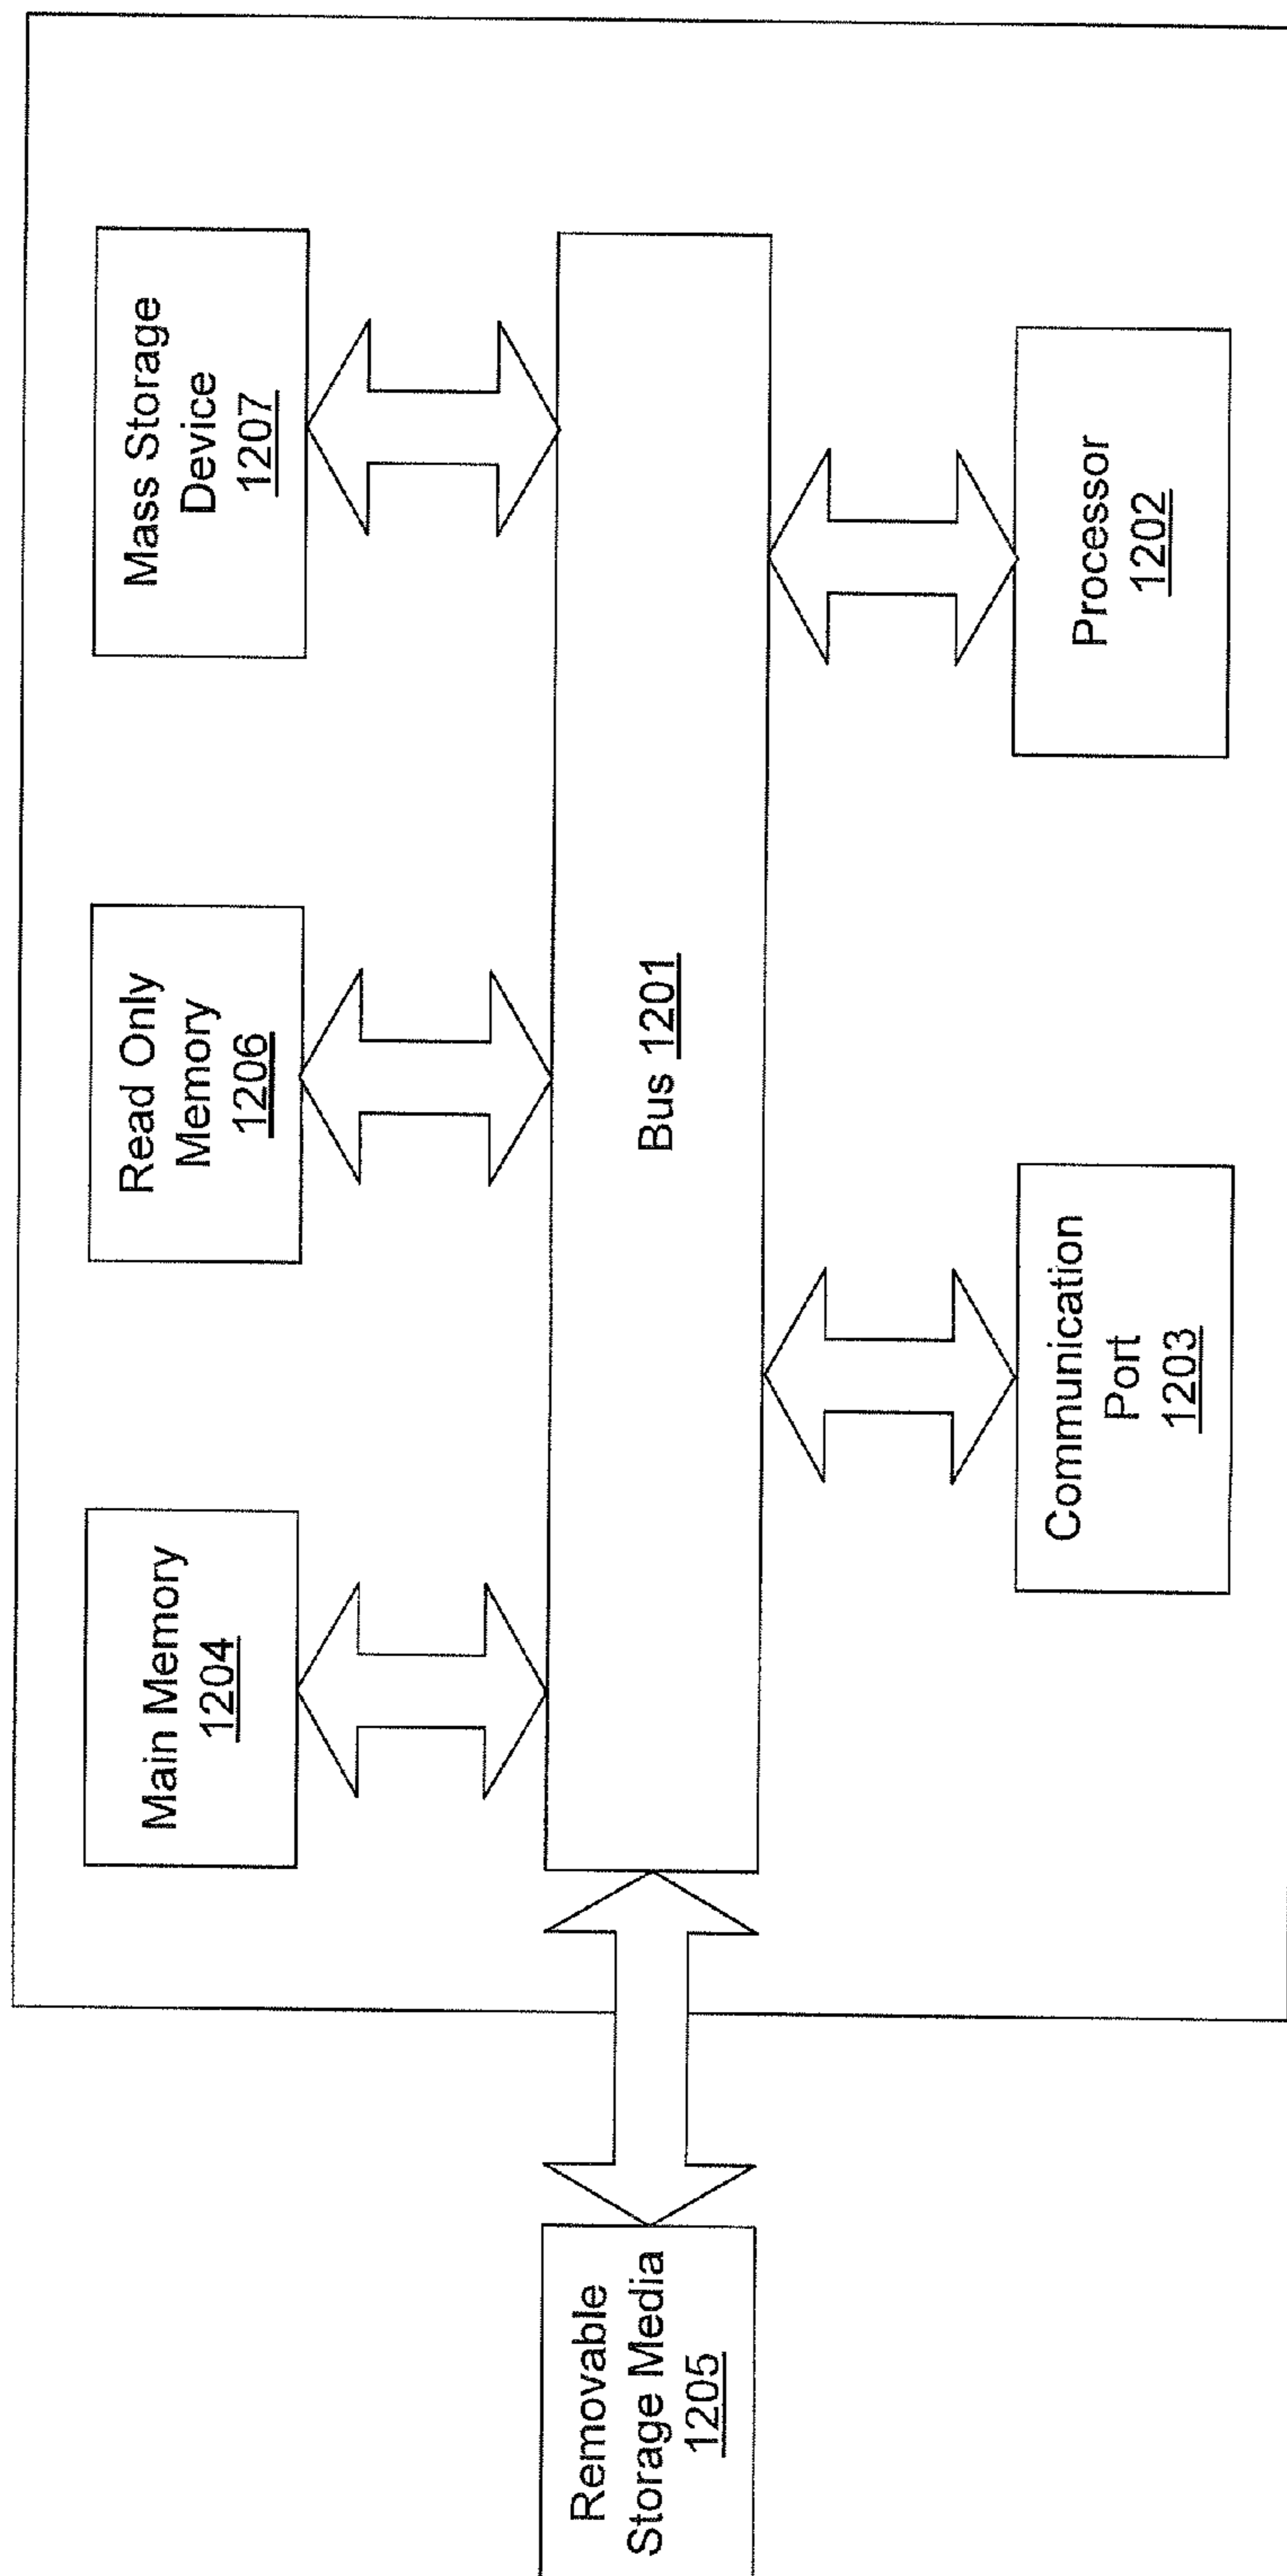 Main Memory
1204
Read Only
Memory
1206
Mass Storage
Device
1207
Removable
Storage Media
1205
Bus 1201
Communication
Port
1203
Processor
1202